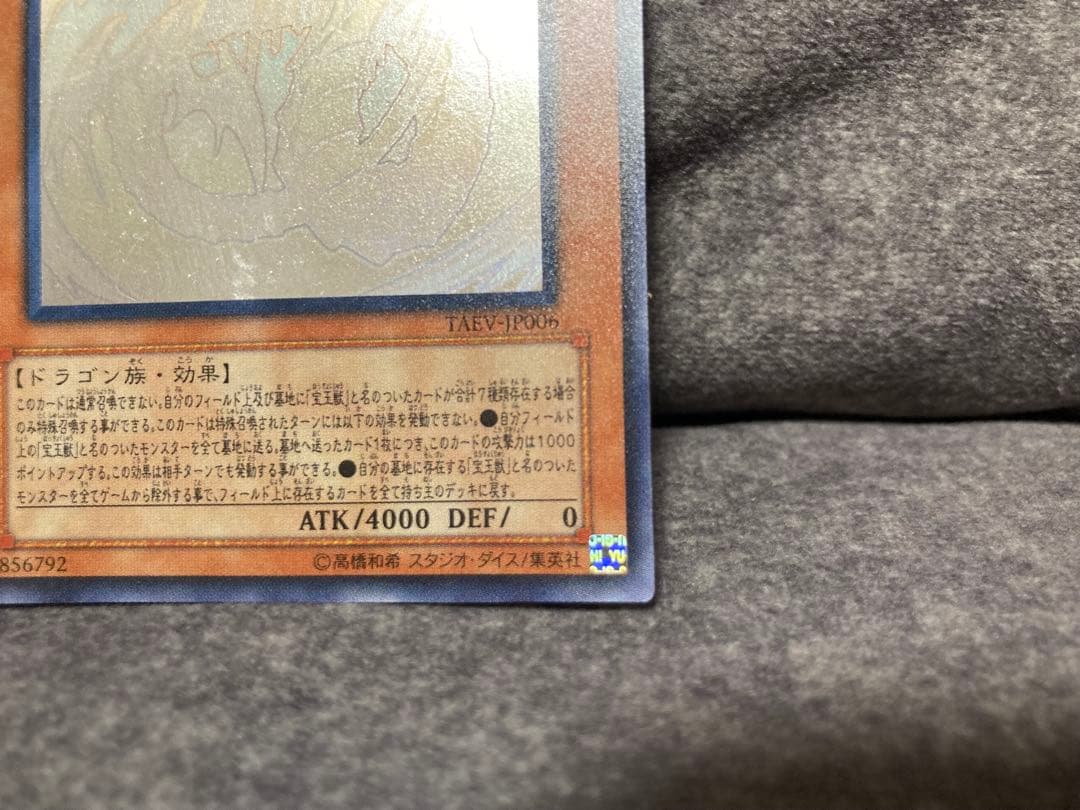 TAEV-JP006
【ドラゴン族・効果】
このカードは通常召喚できない。自分のフィールド上及び墓地に「宝玉獣」と名のついたカードが合計7種類存在する場合
のみ特殊召喚する事ができる。このカードは特殊召喚されたターンには以下の効果を発動できない。●自分フィールド
上の「宝玉獣」と名のついたモンスターを全て墓地に送る。墓地へ送ったカード1枚につき、このカードの攻撃力は1000
ポイントアップする。この効果は相手ターンでも発動する事ができる。●自分の墓地に存在する「宝玉獣」と名のついた
モンスターを全てゲームから除外する事で、フィールド上に存在するカードを全て持ち主のデッキに戻す。
ATK/4000 DEF/ 0
856792 ©高橋和希 スタジオ・ダイス/集英社